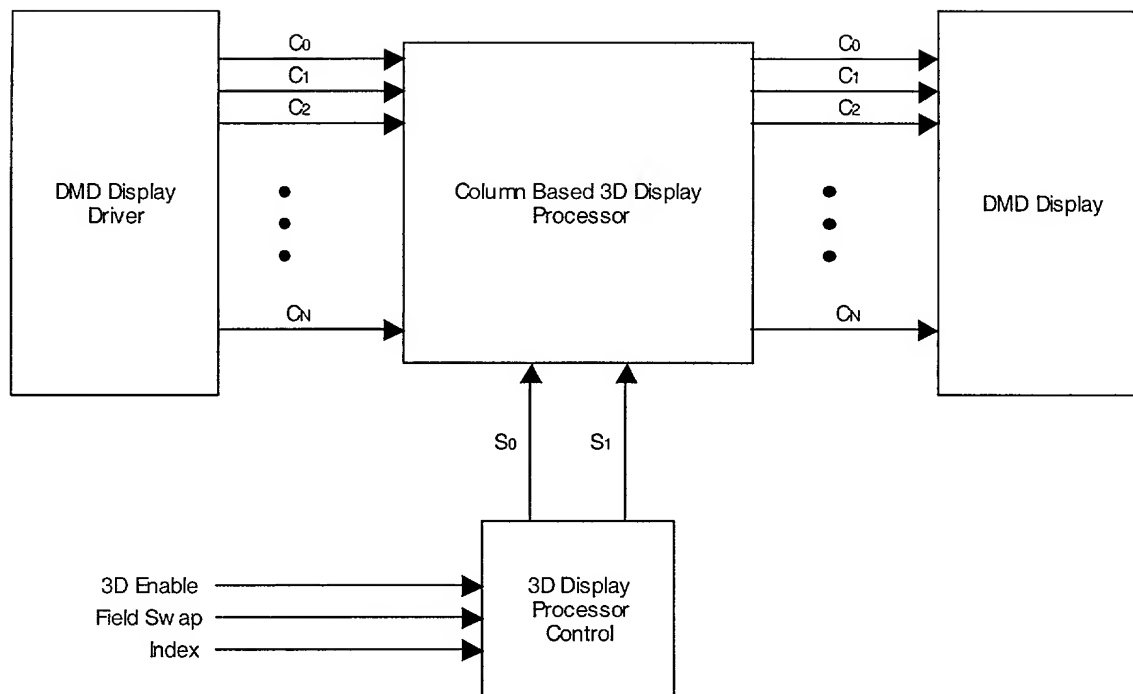 C0
C1
C2
CN
C0
C1
C2
CN
DMD Display
Driver
Column Based 3D Display
Processor
DMD Display
S0
S1
3D Enable
Field Swap
Index
3D Display
Processor
Control